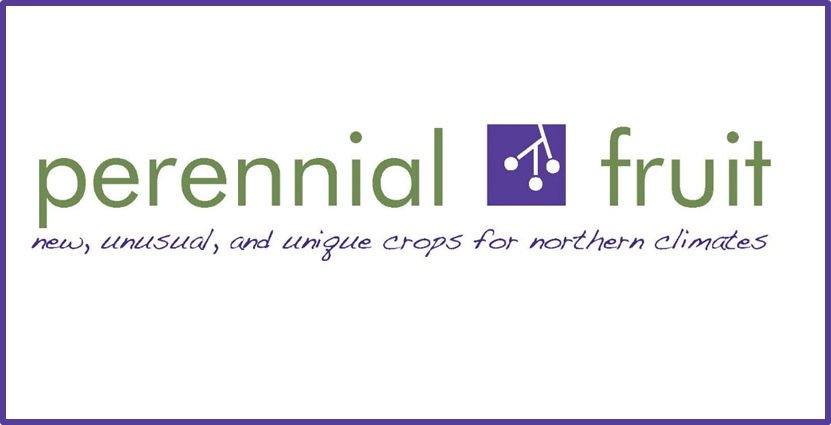 perennial fruit
new, unusual, and unique crops for northern climates